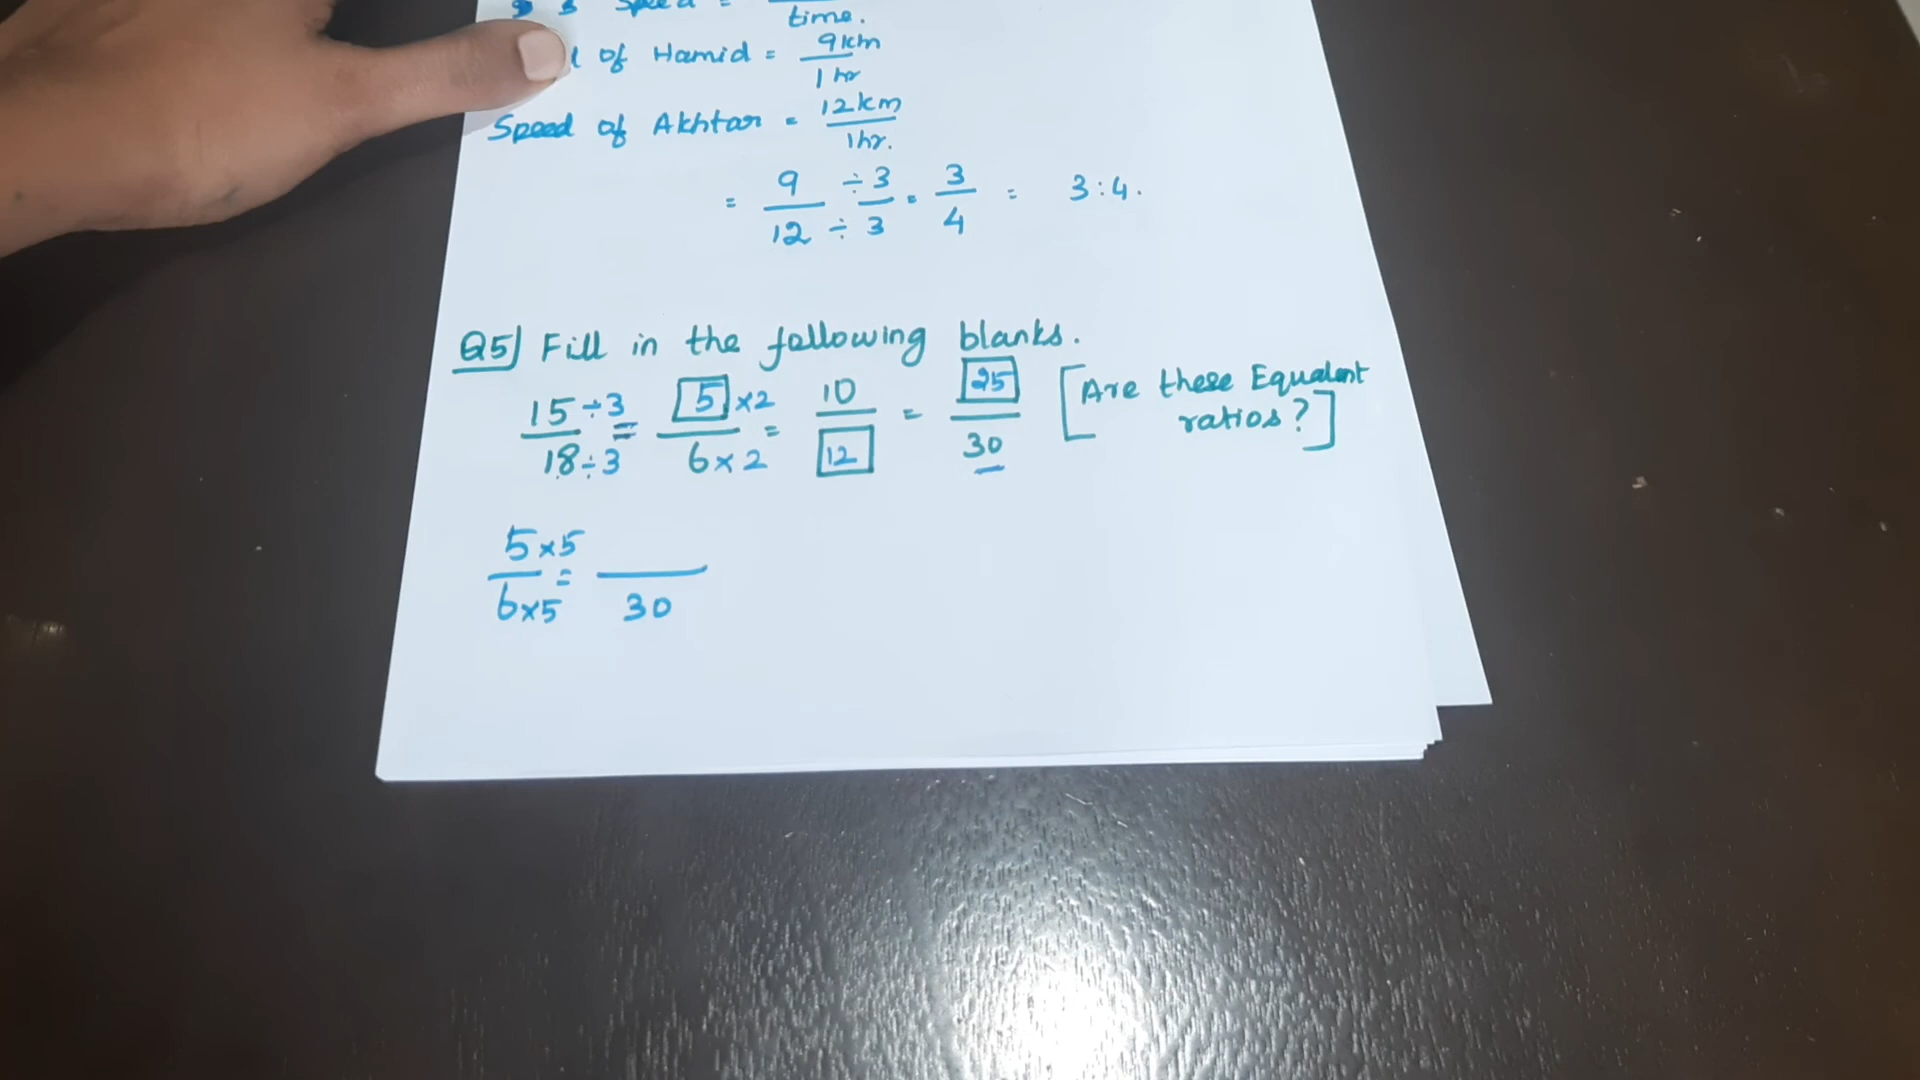 Speed =
time.
of Hamid = 9km / 1hr
Speed of Akhtar = 12km / 1hr.
= 9 ÷ 3 / 12 ÷ 3 = 3 / 4 = 3:4.
Q5) Fill in the following blanks.
15÷3 / 18÷3 = 5×2 / 6×2 = 10 / 12 = 25 / 30 [Are these Equalent
ratios?]
5×5 / 6×5 = / 30